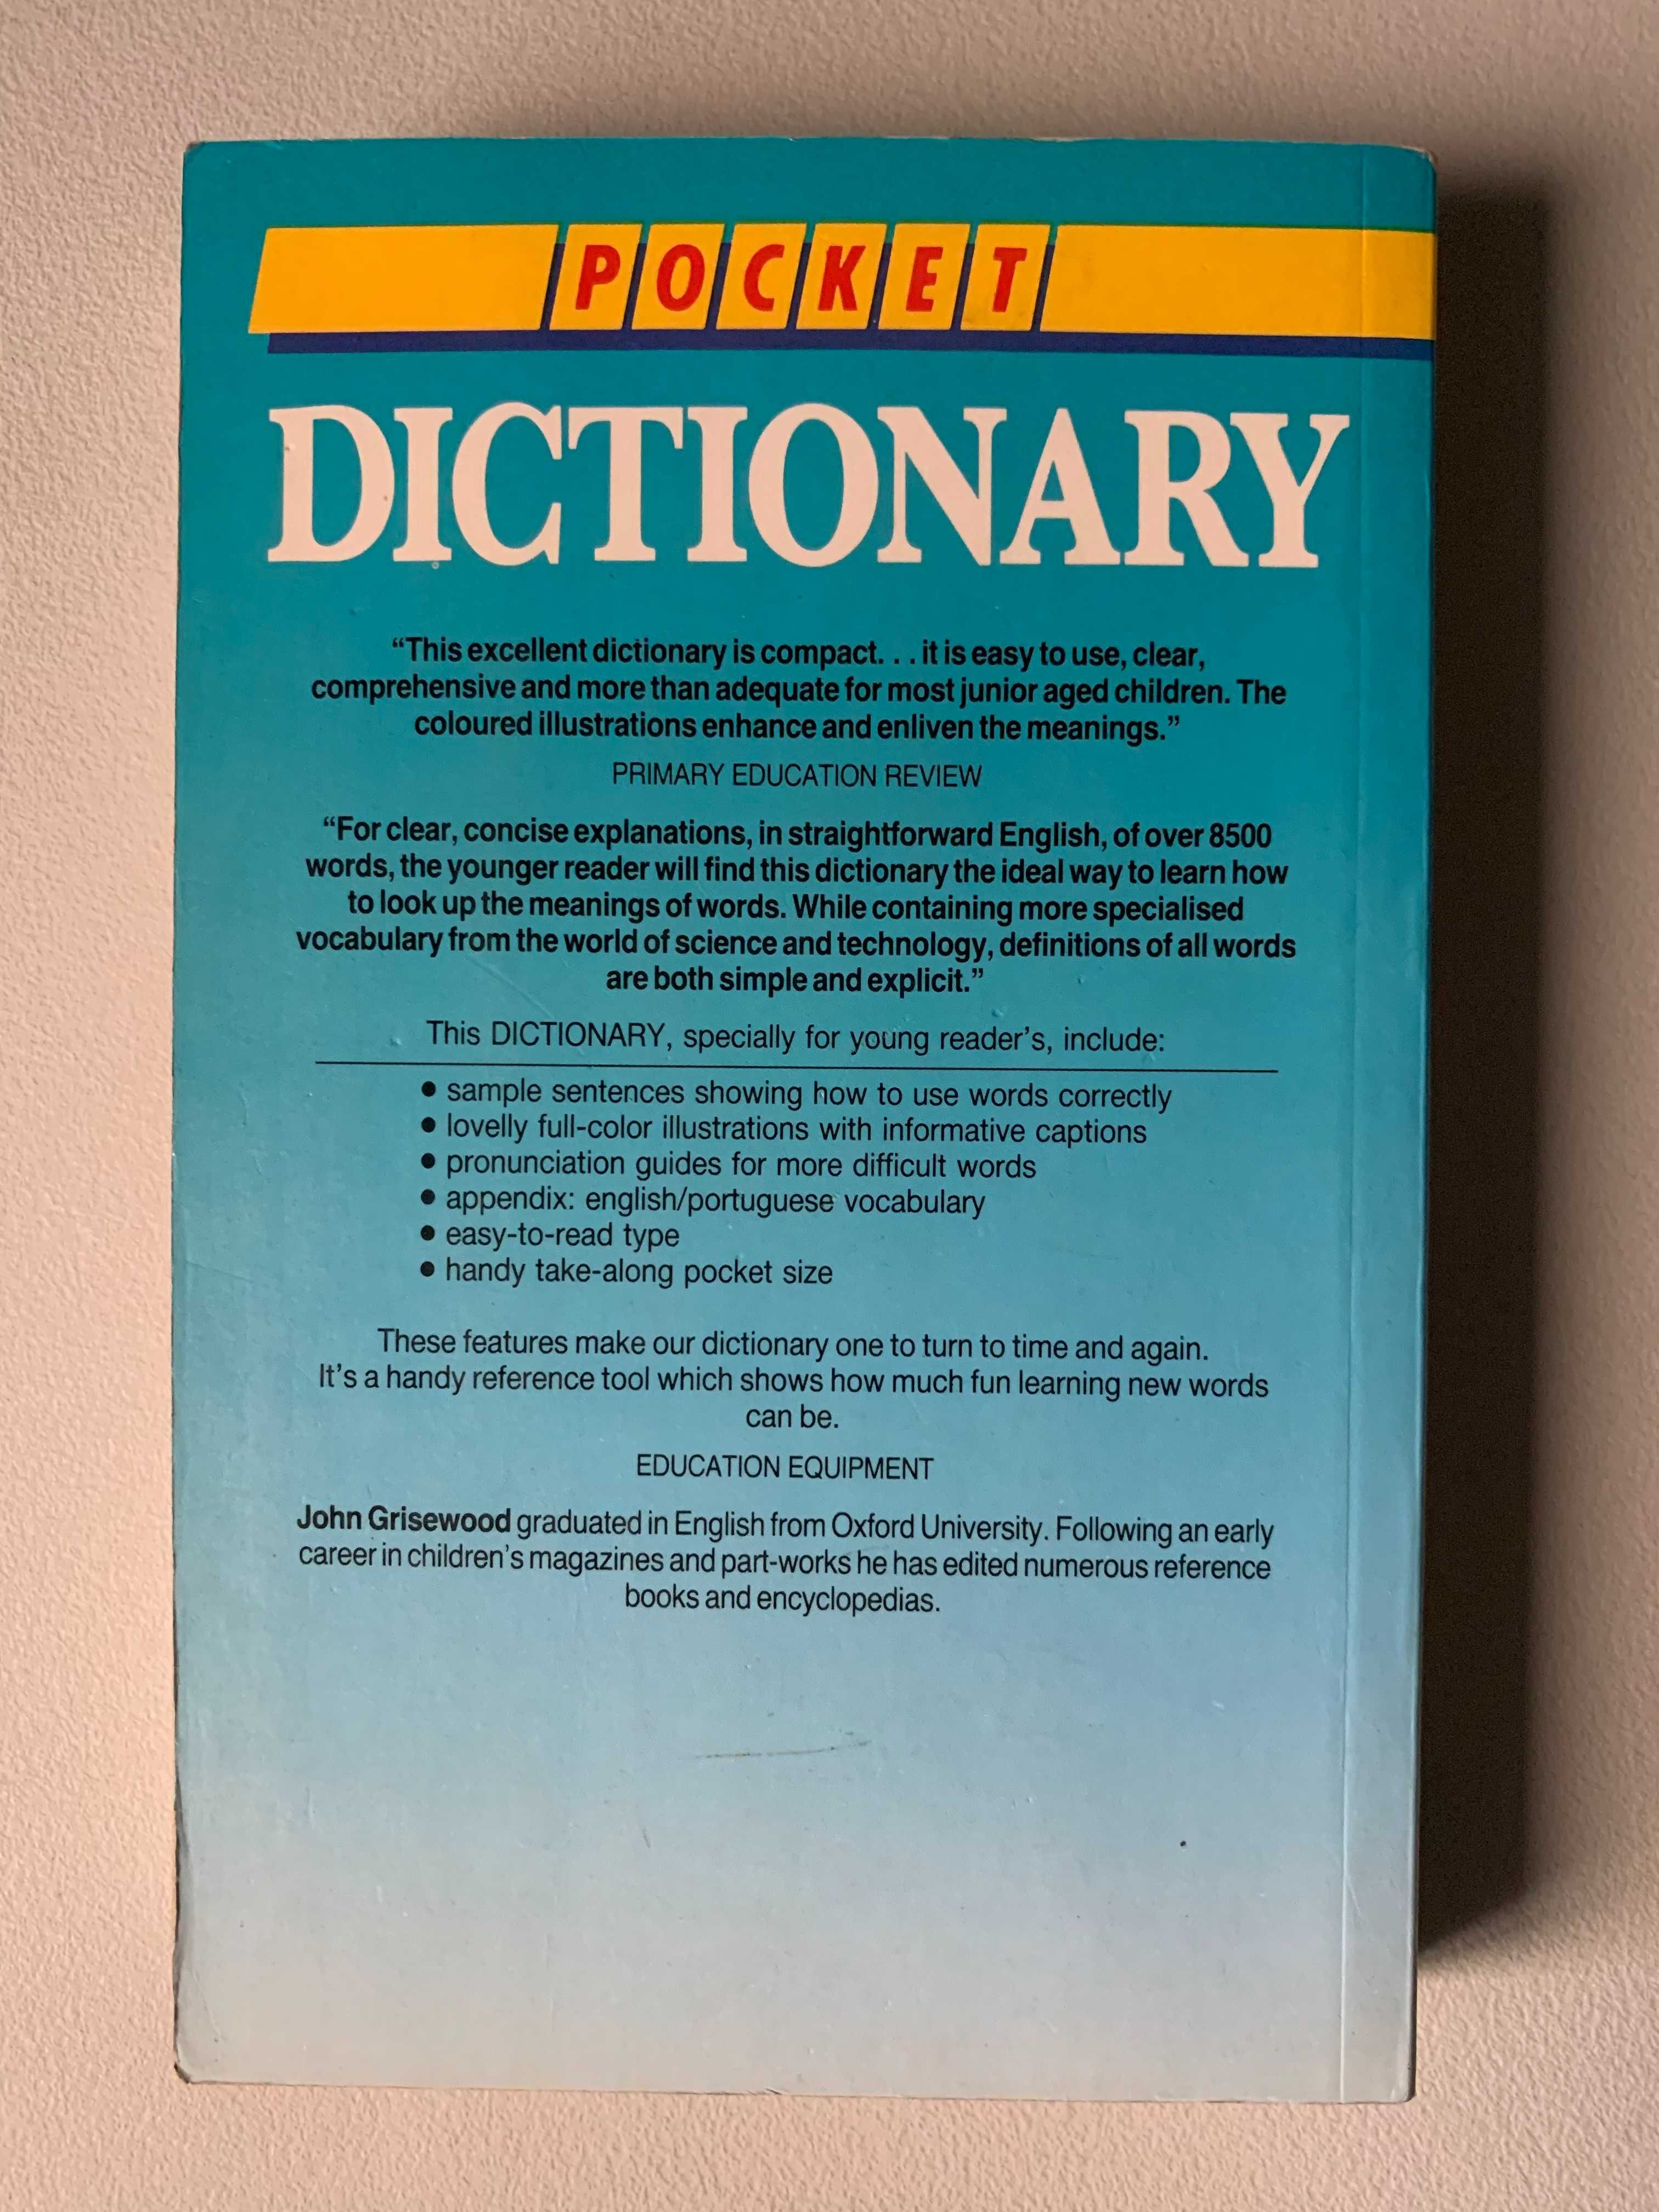 POCKET
DICTIONARY
“This excellent dictionary is compact. . . it is easy to use, clear,
comprehensive and more than adequate for most junior aged children. The
coloured illustrations enhance and enliven the meanings.”
PRIMARY EDUCATION REVIEW
“For clear, concise explanations, in straightforward English, of over 8500
words, the younger reader will find this dictionary the ideal way to learn how
to look up the meanings of words. While containing more specialised
vocabulary from the world of science and technology, definitions of all words
are both simple and explicit.”
This DICTIONARY, specially for young reader's, include:
● sample sentences showing how to use words correctly
● lovelly full-color illustrations with informative captions
● pronunciation guides for more difficult words
● appendix: english/portuguese vocabulary
● easy-to-read type
● handy take-along pocket size
These features make our dictionary one to turn to time and again.
It's a handy reference tool which shows how much fun learning new words
can be.
EDUCATION EQUIPMENT
John Grisewood graduated in English from Oxford University. Following an early
career in children's magazines and part-works he has edited numerous reference
books and encyclopedias.